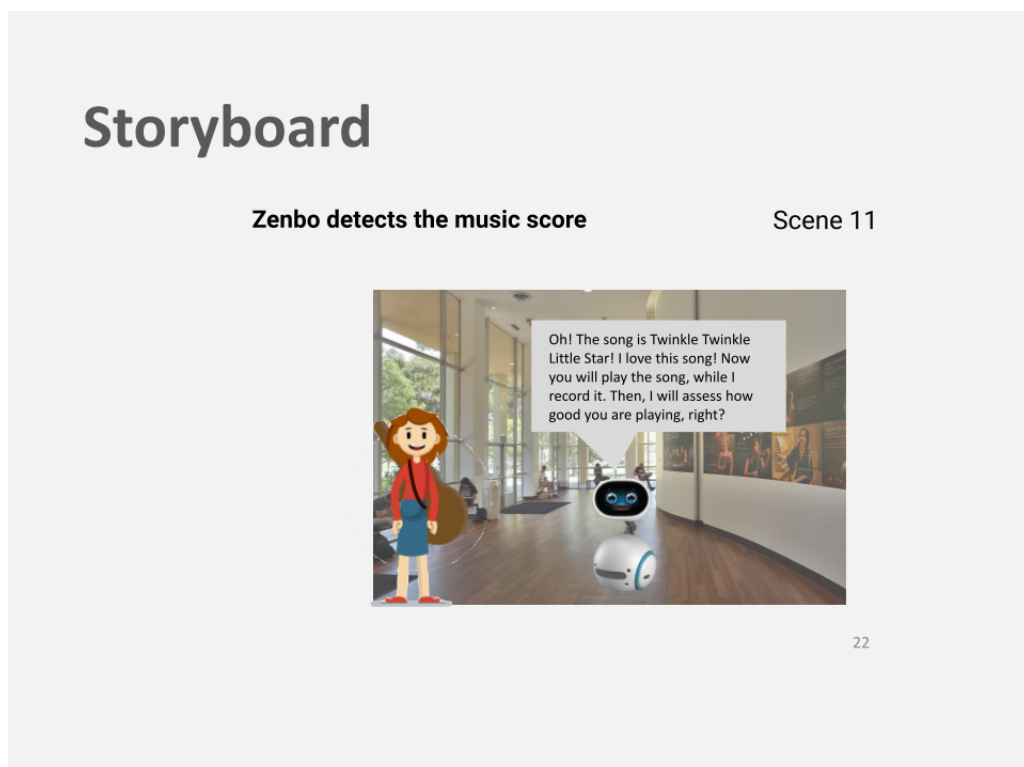 Storyboard
Zenbo detects the music score
Scene 11
Oh! The song is Twinkle Twinkle
Little Star! I love this song! Now
you will play the song, while I
record it. Then, I will assess how
good you are playing, right?
22